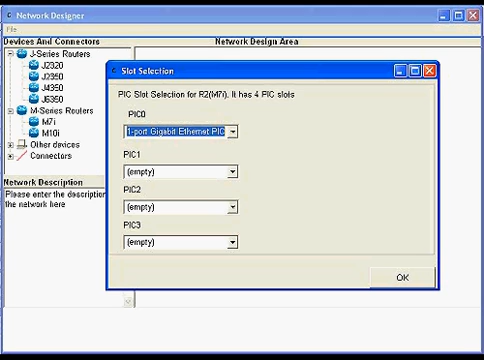 Network Designer
File
Devices And Connectors
Network Design Area
J-Series Routers
J2320
J2350
J4350
J6350
M-Series Routers
M7i
M10i
Other devices
Connectors
Network Description
Please enter the description
the network here
Slot Selection
PIC Slot Selection for R2(M7i). It has 4 PIC slots
PIC0
1-port Gigabit Ethernet PIC
PIC1
(empty)
PIC2
(empty)
PIC3
(empty)
OK